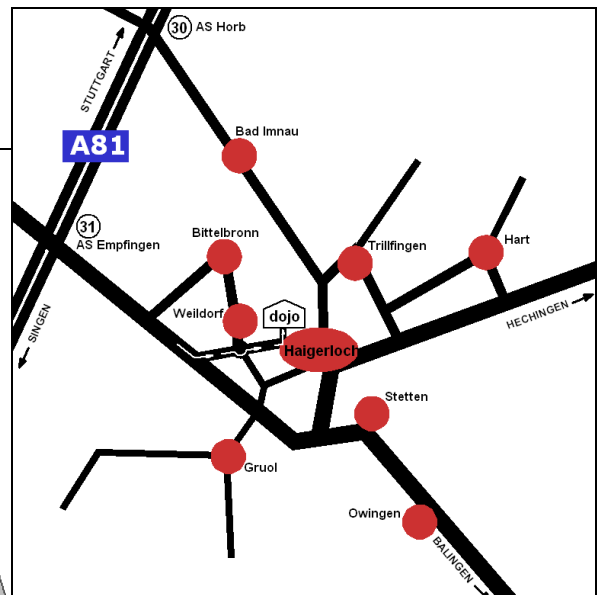 30 AS Horb
STUTTGART
Bad Imnau
A81
31
AS Empfingen
Bittelbronn
Trillfingen
Hart
Weildorf
dojo
HECHINGEN
SINGEN
Haigerloch
Stetten
Gruol
Owingen
BALINGEN